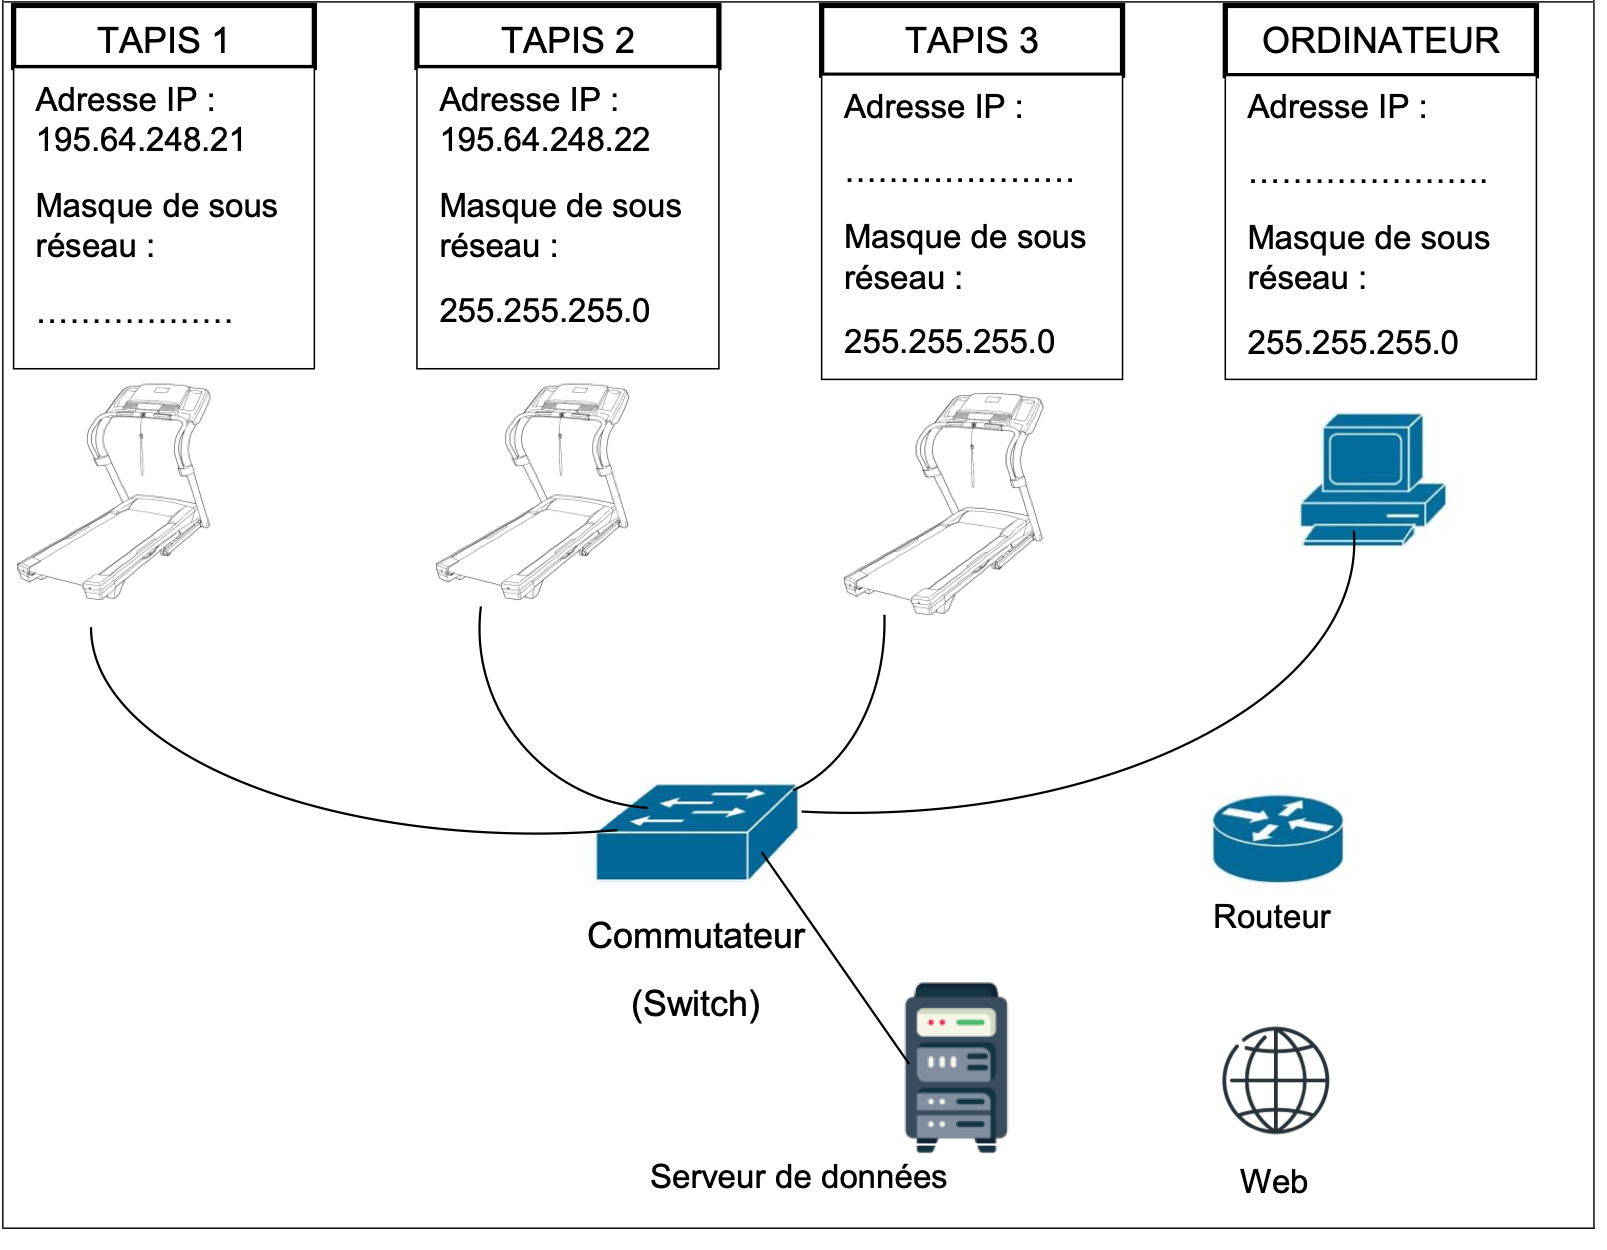 TAPIS 1
Adresse IP :
195.64.248.21
Masque de sous
réseau :
..................
TAPIS 2
Adresse IP :
195.64.248.22
Masque de sous
réseau :
255.255.255.0
TAPIS 3
Adresse IP :
.....................
Masque de sous
réseau :
255.255.255.0
ORDINATEUR
Adresse IP :
......................
Masque de sous
réseau :
255.255.255.0
Commutateur
(Switch)
Routeur
Serveur de données
Web